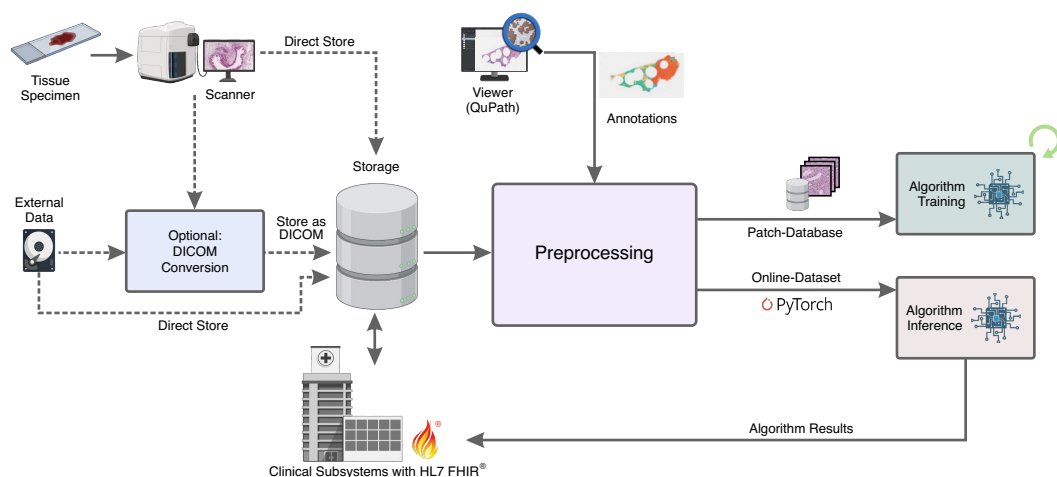 Tissue
Specimen
Scanner
Direct Store
Viewer
(QuPath)
Annotations
Storage
External
Data
Optional:
DICOM
Conversion
Store as
DICOM
Direct Store
Preprocessing
Patch-Database
Algorithm
Training
Online-Dataset
PyTorch
Algorithm
Inference
Algorithm Results
®
Clinical Subsystems with HL7 FHIR®